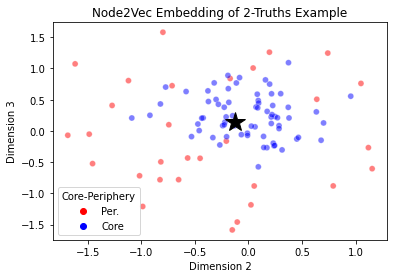 Node2Vec Embedding of 2-Truths Example
Dimension 3
1.5
1.0
0.5
0.0
−0.5
−1.0
−1.5
Core-Periphery
Per.
Core
−1.5 −1.0 −0.5 0.0 0.5 1.0
Dimension 2